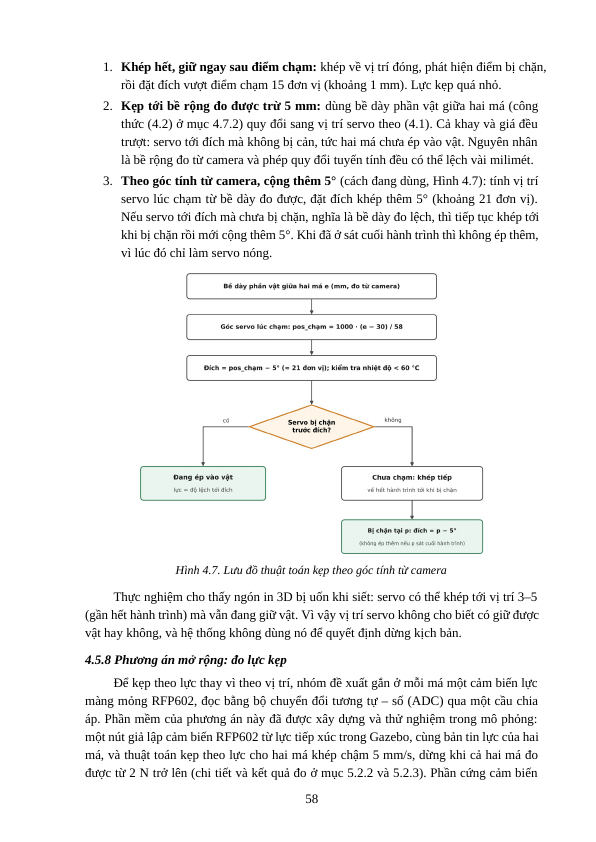 1. Khép hết, giữ ngay sau điểm chạm: khép về vị trí đóng, phát hiện điểm bị chặn,
rồi đặt đích vượt điểm chạm 15 đơn vị (khoảng 1 mm). Lực kẹp quá nhỏ.
2. Kẹp tới bề rộng đo được trừ 5 mm: dùng bề dày phần vật giữa hai má (công
thức (4.2) ở mục 4.7.2) quy đổi sang vị trí servo theo (4.1). Cả khay và giá đều
trượt: servo tới đích mà không bị cản, tức hai má chưa ép vào vật. Nguyên nhân
là bề rộng đo từ camera và phép quy đổi tuyến tính đều có thể lệch vài milimét.
3. Theo góc tính từ camera, cộng thêm 5° (cách đang dùng, Hình 4.7): tính vị trí
servo lúc chạm từ bề dày đo được, đặt đích khép thêm 5° (khoảng 21 đơn vị).
Nếu servo tới đích mà chưa bị chặn, nghĩa là bề dày đo lệch, thì tiếp tục khép tới
khi bị chặn rồi mới cộng thêm 5°. Khi đã ở sát cuối hành trình thì không ép thêm,
vì lúc đó chỉ làm servo nóng.
Bề dày phần vật giữa hai má e (mm, đo từ camera)
Góc servo lúc chạm: pos_chạm = 1000 · (e − 30) / 58
Đích = pos_chạm − 5° (≈ 21 đơn vị); kiểm tra nhiệt độ < 60 °C
Servo bị chặn
trước đích?
có
không
Đang ép vào vật
lực ≈ độ lệch tới đích
Chưa chạm: khép tiếp
về hết hành trình tới khi bị chặn
Bị chặn tại p: đích = p − 5°
(không ép thêm nếu p sát cuối hành trình)
Hình 4.7. Lưu đồ thuật toán kẹp theo góc tính từ camera
Thực nghiệm cho thấy ngón in 3D bị uốn khi siết: servo có thể khép tới vị trí 3–5
(gần hết hành trình) mà vẫn đang giữ vật. Vì vậy vị trí servo không cho biết có giữ được
vật hay không, và hệ thống không dùng nó để quyết định dừng kịch bản.
4.5.8 Phương án mở rộng: đo lực kẹp
Để kẹp theo lực thay vì theo vị trí, nhóm đề xuất gắn ở mỗi má một cảm biến lực
màng mỏng RFP602, đọc bằng bộ chuyển đổi tương tự – số (ADC) qua một cầu chia
áp. Phần mềm của phương án này đã được xây dựng và thử nghiệm trong mô phỏng:
một nút giả lập cảm biến RFP602 từ lực tiếp xúc trong Gazebo, cùng bản tin lực của hai
má, và thuật toán kẹp theo lực cho hai má khép chậm 5 mm/s, dừng khi cả hai má đo
được từ 2 N trở lên (chi tiết và kết quả đo ở mục 5.2.2 và 5.2.3). Phần cứng cảm biến
58